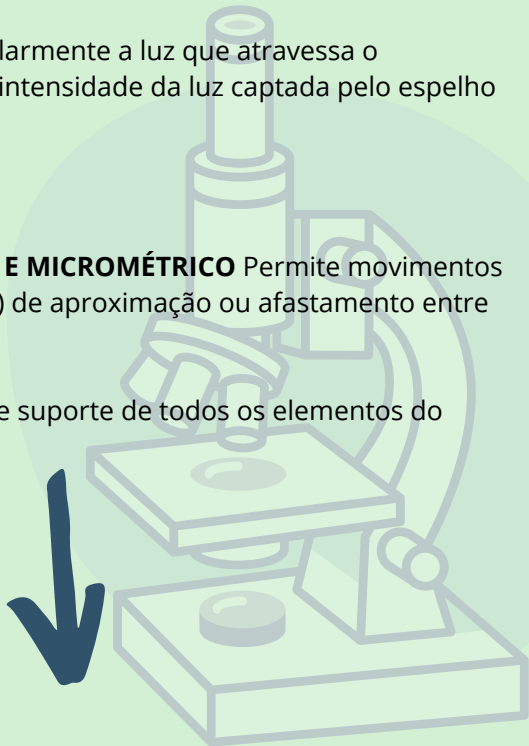 larmente a luz que atravessa o
intensidade da luz captada pelo espelho
E MICROMÉTRICO Permite movimentos
) de aproximação ou afastamento entre
e suporte de todos os elementos do